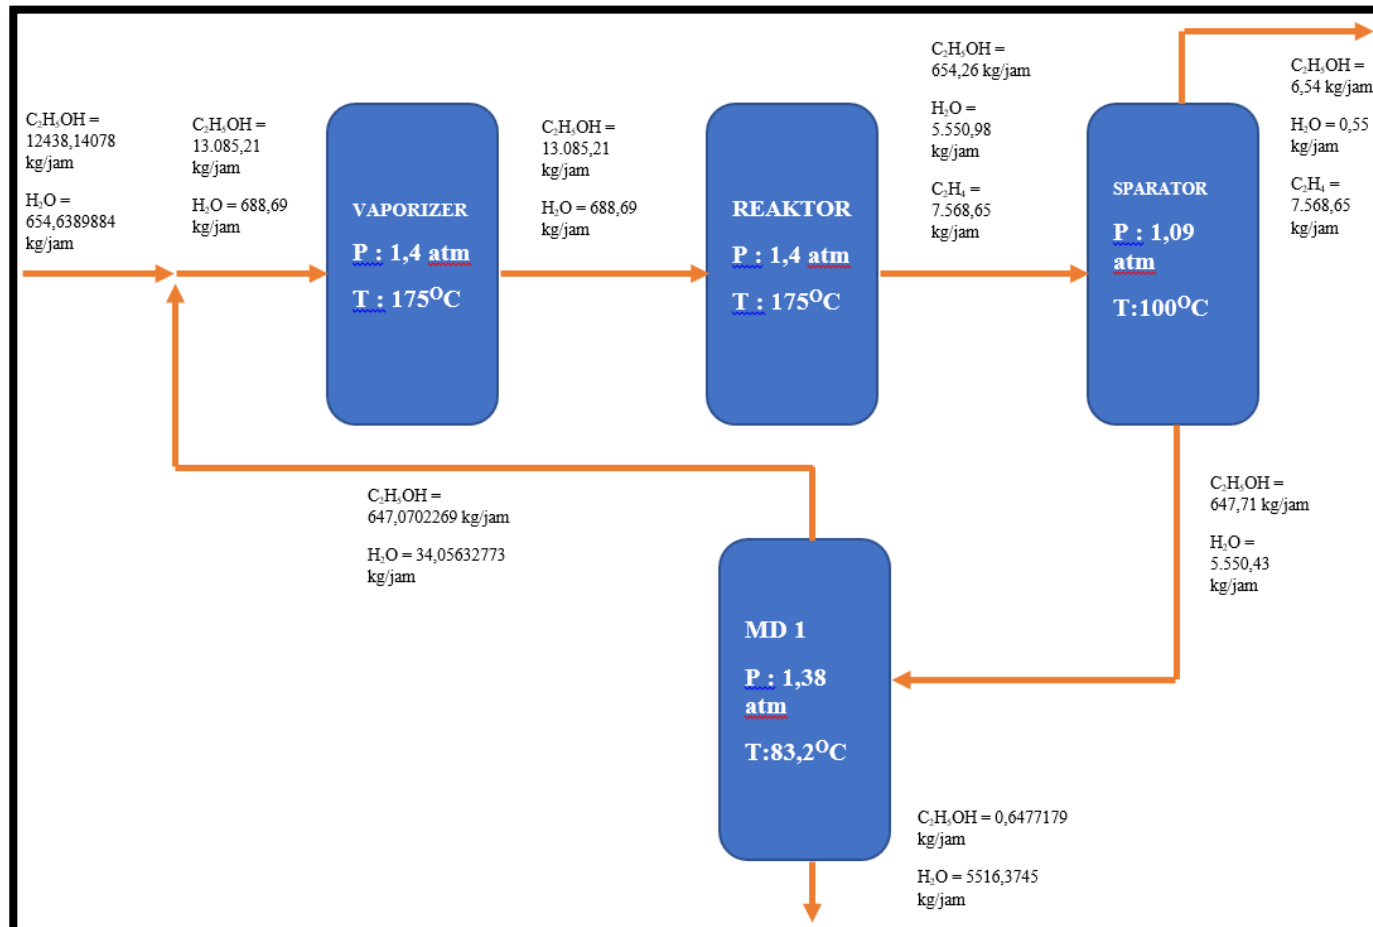 C₂H₅OH =
12438,14078
kg/jam
H₂O =
654,6389884
kg/jam
C₂H₅OH =
13.085,21
kg/jam
H₂O = 688,69
kg/jam
VAPORIZER
P : 1,4 atm
T : 175⁰C
C₂H₅OH =
13.085,21
kg/jam
H₂O = 688,69
kg/jam
REAKTOR
P : 1,4 atm
T : 175⁰C
C₂H₅OH =
654,26 kg/jam
H₂O =
5.550,98
kg/jam
C₂H₄ =
7.568,65
kg/jam
SPARATOR
P : 1,09
atm
T:100⁰C
C₂H₅OH =
6,54 kg/jam
H₂O = 0,55
kg/jam
C₂H₄ =
7.568,65
kg/jam
C₂H₅OH =
647,0702269 kg/jam
H₂O = 34,05632773
kg/jam
C₂H₅OH =
647,71 kg/jam
H₂O =
5.550,43
kg/jam
MD 1
P : 1,38
atm
T:83,2⁰C
C₂H₅OH = 0,6477179
kg/jam
H₂O = 5516,3745
kg/jam